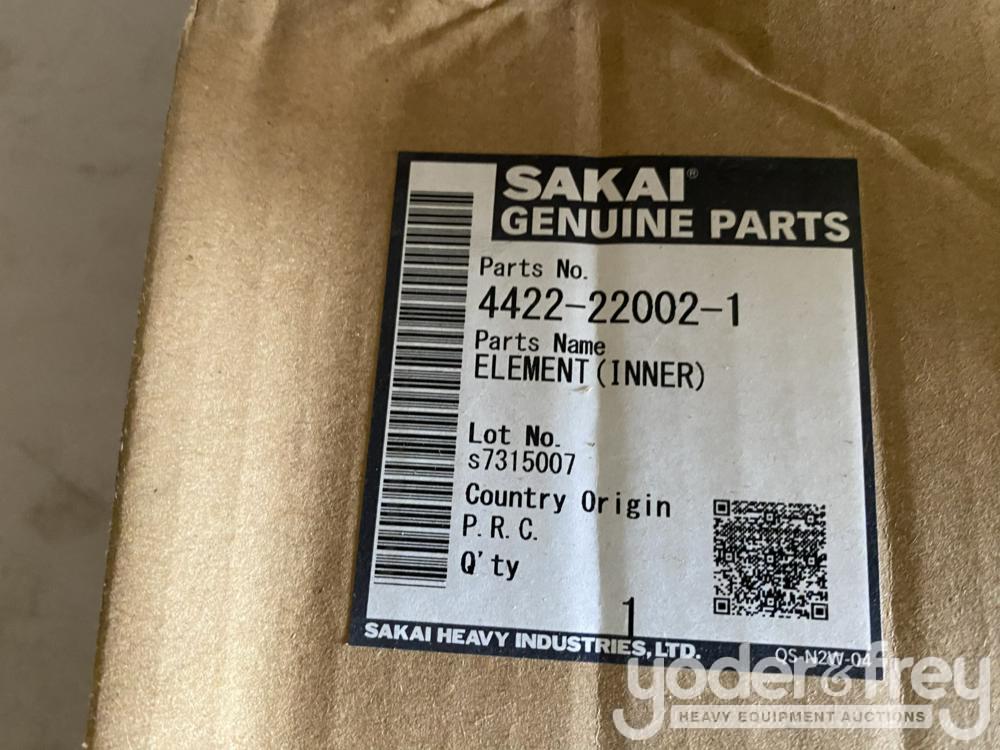 SAKAI®
GENUINE PARTS
Parts No.
4422-22002-1
Parts Name
ELEMENT(INNER)
Lot No.
s7315007
Country Origin
P.R.C.
Q'ty
1
SAKAI HEAVY INDUSTRIES,LTD.
QS-N2W-04
yoder&frey
HEAVY EQUIPMENT AUCTIONS